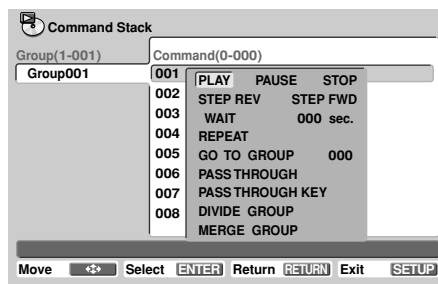 Command Stack
Group(1-001) Command(0-000)
Group001 001 PLAY PAUSE STOP
002 STEP REV STEP FWD
003 WAIT 000 sec.
004 REPEAT
005 GO TO GROUP 000
006 PASS THROUGH
007 PASS THROUGH KEY
008 DIVIDE GROUP
MERGE GROUP
Move Select ENTER Return RETURN Exit SETUP